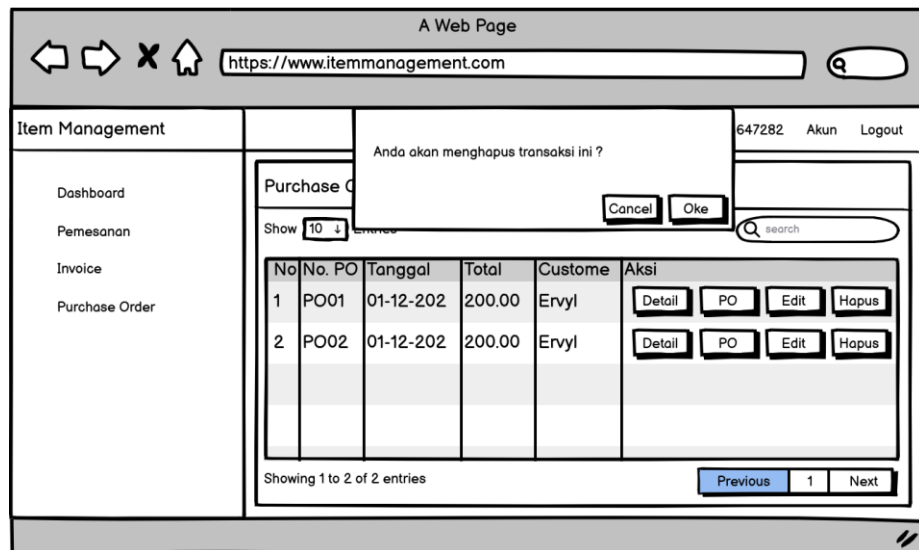 A Web Page
https://www.itemmanagement.com
Item Management
647282 Akun Logout
Anda akan menghapus transaksi ini ?
Cancel Oke
Dashboard
Pemesanan
Invoice
Purchase Order
Purchase
Show 10 Entries
search
No No. PO Tanggal Total Custome Aksi
1 PO01 01-12-202 200.00 Ervyl Detail PO Edit Hapus
2 PO02 01-12-202 200.00 Ervyl Detail PO Edit Hapus
Showing 1 to 2 of 2 entries
Previous 1 Next